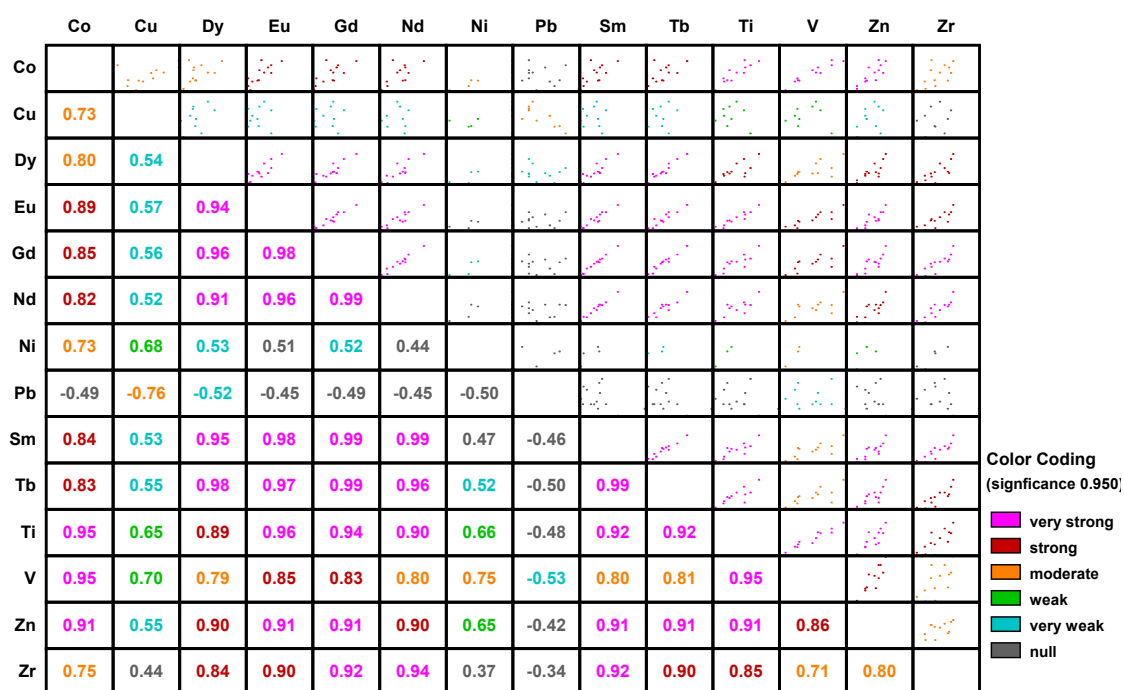 Co Cu Dy Eu Gd Nd Ni Pb Sm Tb Ti V Zn Zr
Co
Cu 0.73
Dy 0.80 0.54
Eu 0.89 0.57 0.94
Gd 0.85 0.56 0.96 0.98
Nd 0.82 0.52 0.91 0.96 0.99
Ni 0.73 0.68 0.53 0.51 0.52 0.44
Pb -0.49 -0.76 -0.52 -0.45 -0.49 -0.45 -0.50
Sm 0.84 0.53 0.95 0.98 0.99 0.99 0.47 -0.46
Tb 0.83 0.55 0.98 0.97 0.99 0.96 0.52 -0.50 0.99
Ti 0.95 0.65 0.89 0.96 0.94 0.90 0.66 -0.48 0.92 0.92
V 0.95 0.70 0.79 0.85 0.83 0.80 0.75 -0.53 0.80 0.81 0.95
Zn 0.91 0.55 0.90 0.91 0.91 0.90 0.65 -0.42 0.91 0.91 0.91 0.86
Zr 0.75 0.44 0.84 0.90 0.92 0.94 0.37 -0.34 0.92 0.90 0.85 0.71 0.80
Color Coding
(signficance 0.950)
very strong
strong
moderate
weak
very weak
null